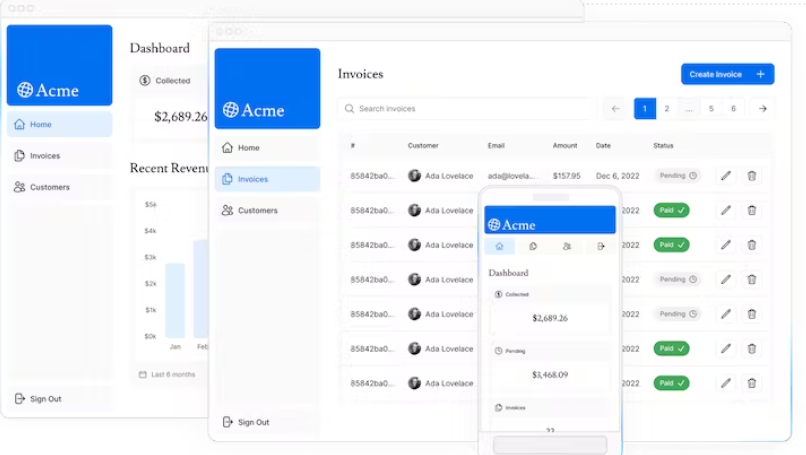 Acme
Home
Invoices
Customers
Sign Out
Dashboard
Collected
$2,689.26
Recent Revenu
$5k
$4k
$3k
$2k
$1k
$0k
Jan
Feb
Last 6 months
Acme
Home
Invoices
Customers
Sign Out
Invoices
Create Invoice +
Search invoices
1 2 ... 5 6
# Customer Email Amount Date Status
85842ba0... Ada Lovelace ada@lovela... $157.95 Dec 6, 2022 Pending
85842ba0... Ada Lovelace 2022 Paid
85842ba0... Ada Lovelace 2022 Paid
85842ba0... Ada Lovelace 2022 Pending
85842ba0... Ada Lovelace 2022 Pending
85842ba0... Ada Lovelace 2022 Paid
85842ba0... Ada Lovelace 2022 Paid
Acme
Dashboard
Collected
$2,689.26
Pending
$3,468.09
Invoices